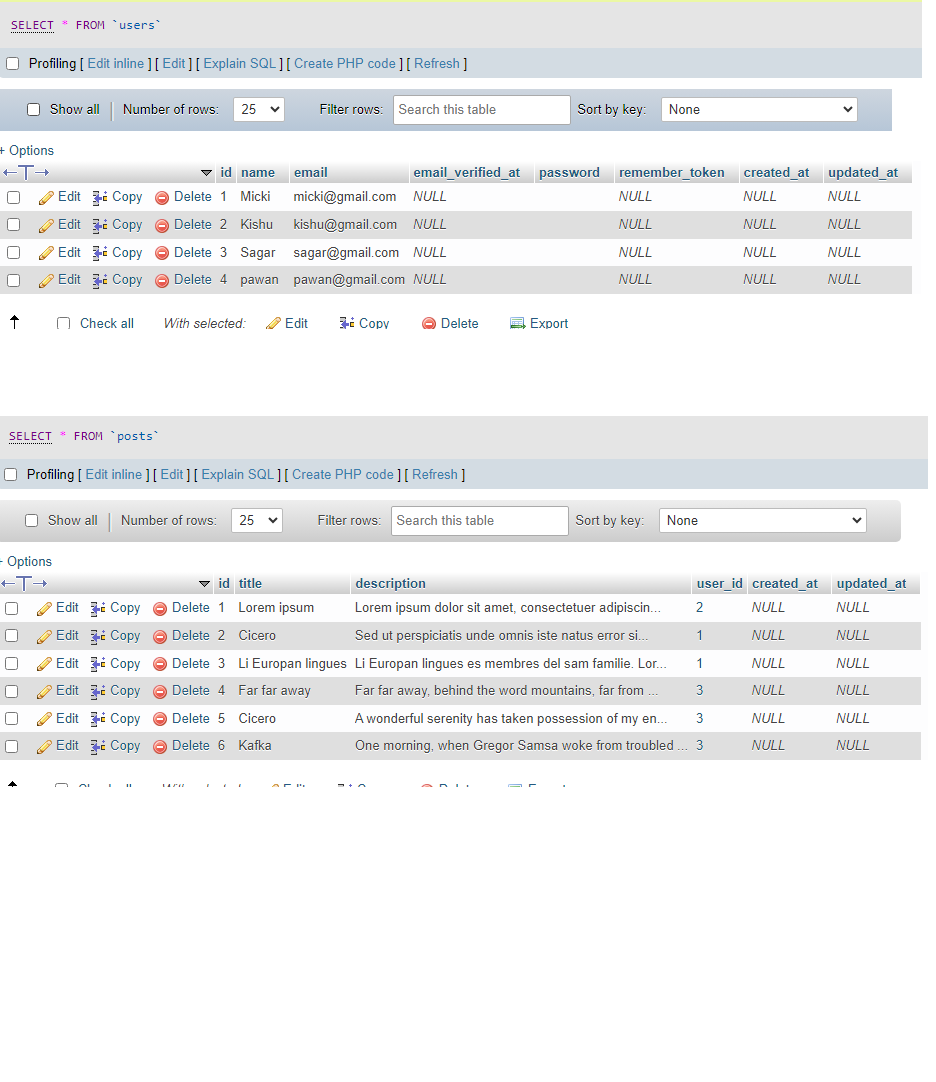 SELECT * FROM `users`
Profiling [ Edit inline ] [ Edit ] [ Explain SQL ] [ Create PHP code ] [ Refresh ]
Show all | Number of rows: 25 Filter rows: Search this table Sort by key: None
+ Options
←T→ id name email email_verified_at password remember_token created_at updated_at
Edit Copy Delete 1 Micki micki@gmail.com NULL NULL NULL NULL
Edit Copy Delete 2 Kishu kishu@gmail.com NULL NULL NULL NULL
Edit Copy Delete 3 Sagar sagar@gmail.com NULL NULL NULL NULL
Edit Copy Delete 4 pawan pawan@gmail.com NULL NULL NULL NULL
Check all With selected: Edit Copy Delete Export
SELECT * FROM `posts`
Profiling [ Edit inline ] [ Edit ] [ Explain SQL ] [ Create PHP code ] [ Refresh ]
Show all | Number of rows: 25 Filter rows: Search this table Sort by key: None
+ Options
←T→ id title description user_id created_at updated_at
Edit Copy Delete 1 Lorem ipsum Lorem ipsum dolor sit amet, consectetuer adipiscin... 2 NULL NULL
Edit Copy Delete 2 Cicero Sed ut perspiciatis unde omnis iste natus error si... 1 NULL NULL
Edit Copy Delete 3 Li Europan lingues Li Europan lingues es membres del sam familie. Lor... 1 NULL NULL
Edit Copy Delete 4 Far far away Far far away, behind the word mountains, far from ... 3 NULL NULL
Edit Copy Delete 5 Cicero A wonderful serenity has taken possession of my en... 3 NULL NULL
Edit Copy Delete 6 Kafka One morning, when Gregor Samsa woke from troubled ... 3 NULL NULL